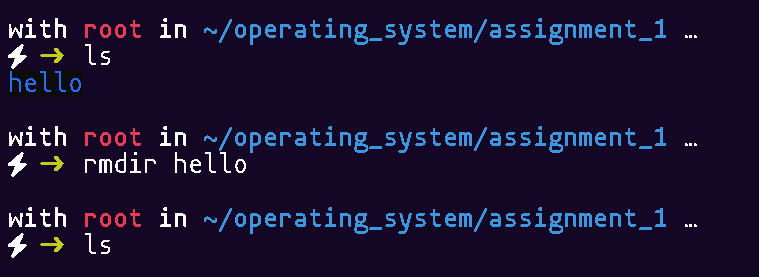 with root in ~/operating_system/assignment_1 …
⚡ ➜ ls
hello
with root in ~/operating_system/assignment_1 …
⚡ ➜ rmdir hello
with root in ~/operating_system/assignment_1 …
⚡ ➜ ls